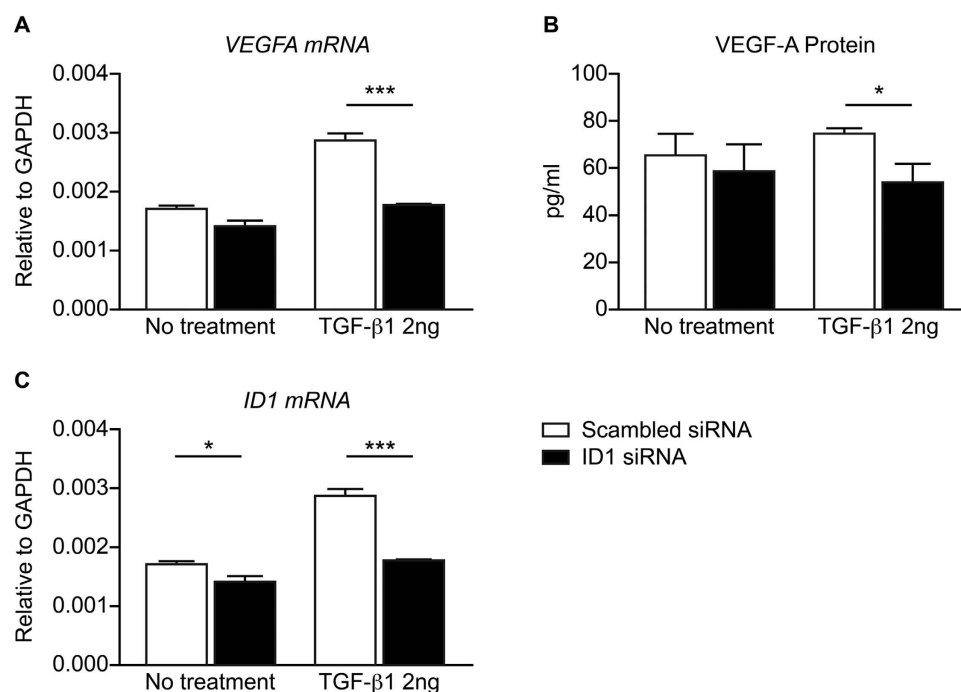 A
VEGFA mRNA
Relative to GAPDH
0.004
0.003
0.002
0.001
0.000
***
No treatment
TGF-β1 2ng
B
VEGF-A Protein
pg/ml
100
80
60
40
20
0
*
No treatment
TGF-β1 2ng
C
ID1 mRNA
Relative to GAPDH
0.004
0.003
0.002
0.001
0.000
*
***
No treatment
TGF-β1 2ng
Scambled siRNA
ID1 siRNA